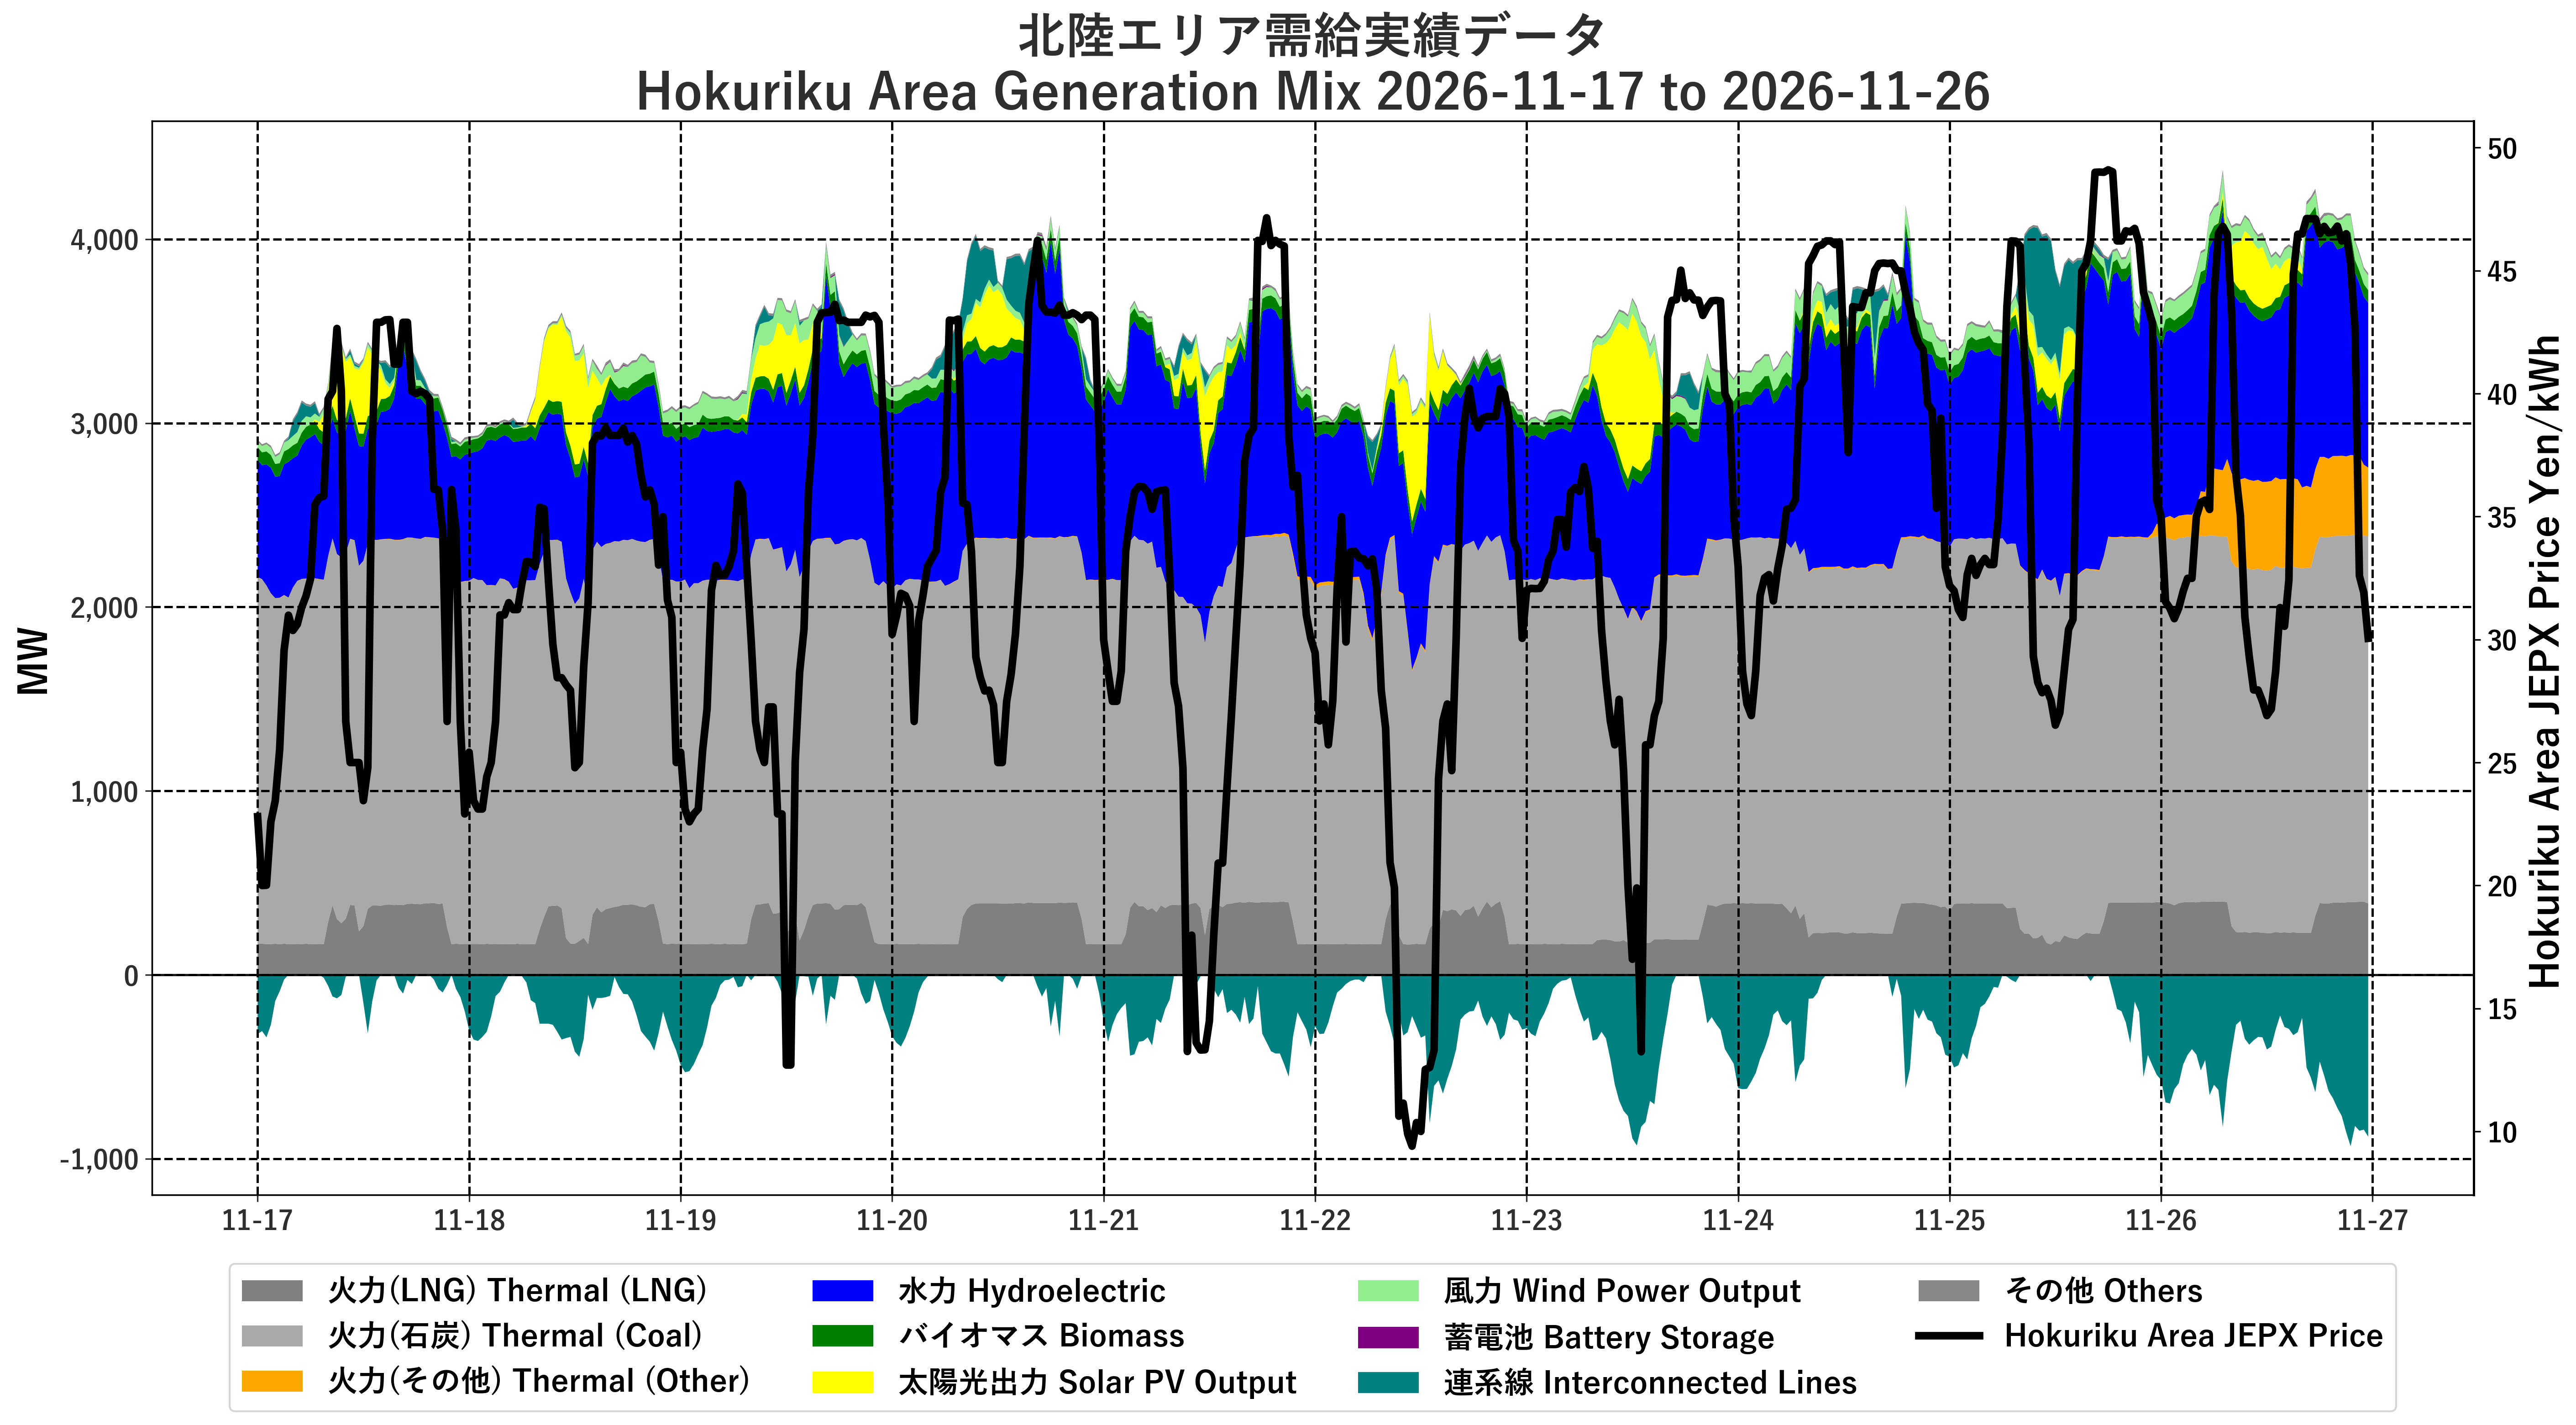 北陸エリア需給実績データ
Hokuriku Area Generation Mix 2026-11-17 to 2026-11-26
MW
4,000
3,000
2,000
1,000
0
-1,000
50
45
40
35
30
25
20
15
10
Hokuriku Area JEPX Price Yen/kWh
11-17
11-18
11-19
11-20
11-21
11-22
11-23
11-24
11-25
11-26
11-27
火力(LNG) Thermal (LNG)
火力(石炭) Thermal (Coal)
火力(その他) Thermal (Other)
水力 Hydroelectric
バイオマス Biomass
太陽光出力 Solar PV Output
風力 Wind Power Output
蓄電池 Battery Storage
連系線 Interconnected Lines
その他 Others
Hokuriku Area JEPX Price